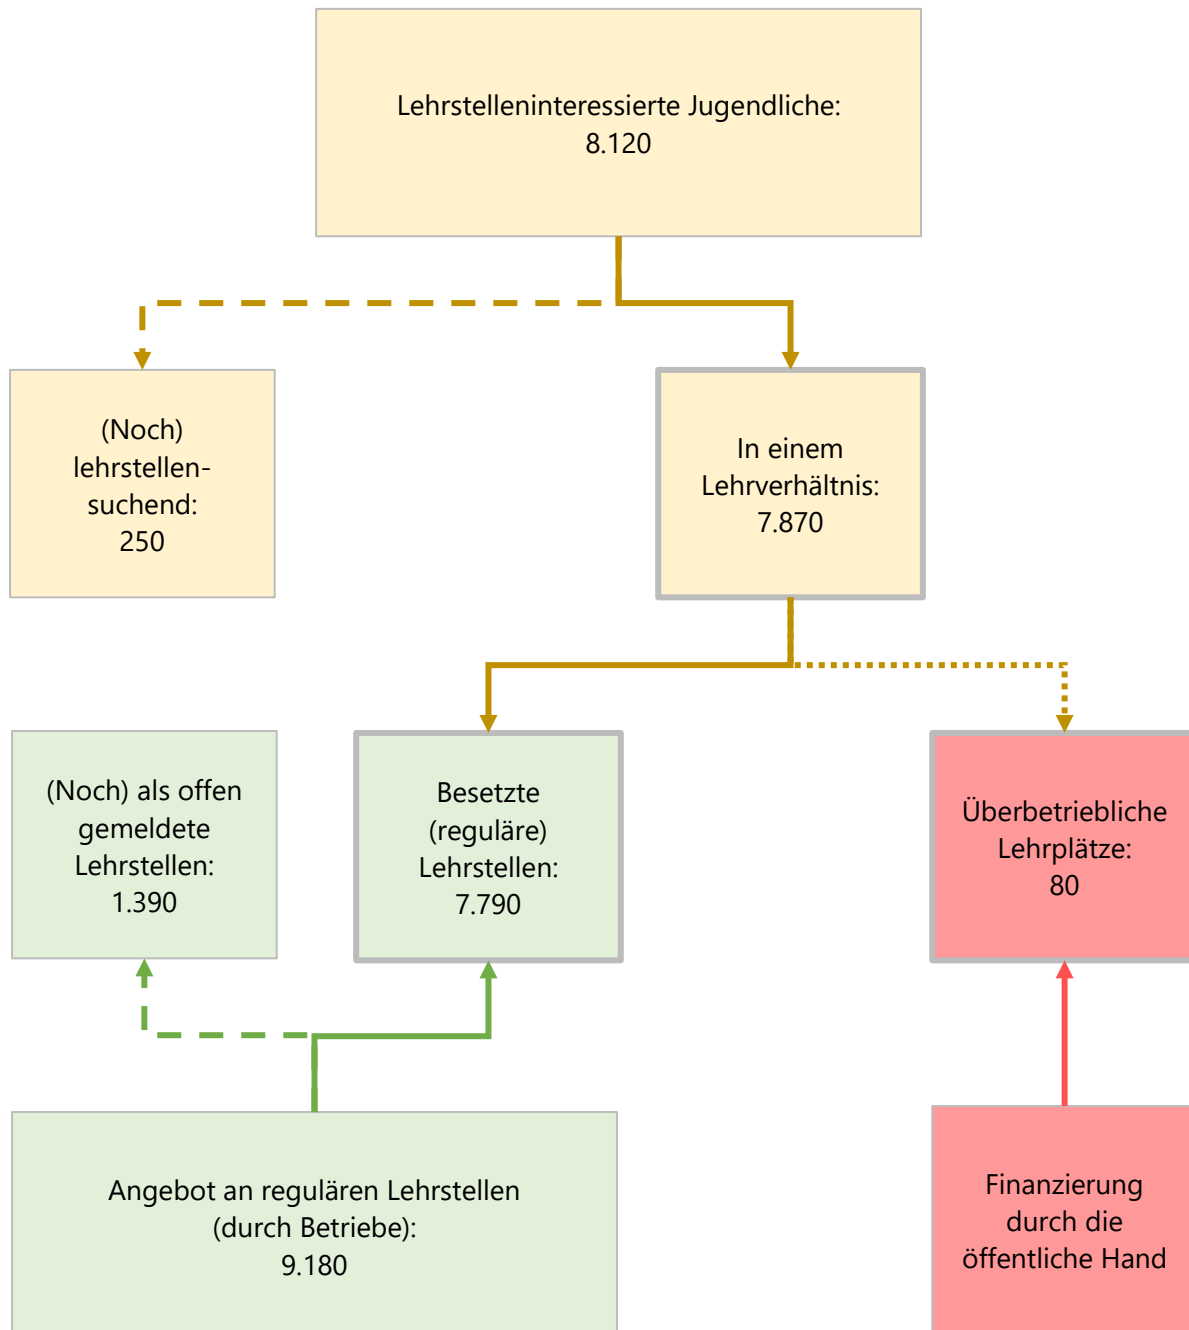 Lehrstelleninteressierte Jugendliche:
8.120
(Noch)
lehrstellen-
suchend:
250
In einem
Lehrverhältnis:
7.870
(Noch) als offen
gemeldete
Lehrstellen:
1.390
Besetzte
(reguläre)
Lehrstellen:
7.790
Überbetriebliche
Lehrplätze:
80
Angebot an regulären Lehrstellen
(durch Betriebe):
9.180
Finanzierung
durch die
öffentliche Hand